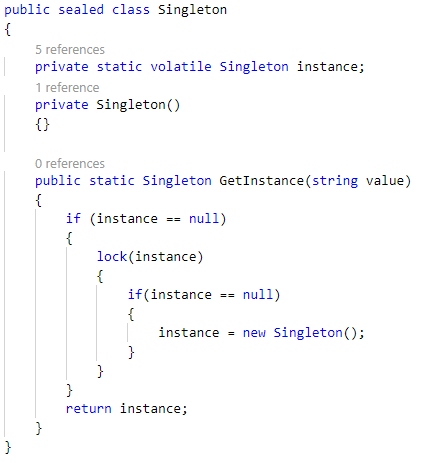 public sealed class Singleton
{
5 references
private static volatile Singleton instance;
1 reference
private Singleton()
{}
0 references
public static Singleton GetInstance(string value)
{
if (instance == null)
{
lock(instance)
{
if(instance == null)
{
instance = new Singleton();
}
}
}
return instance;
}
}